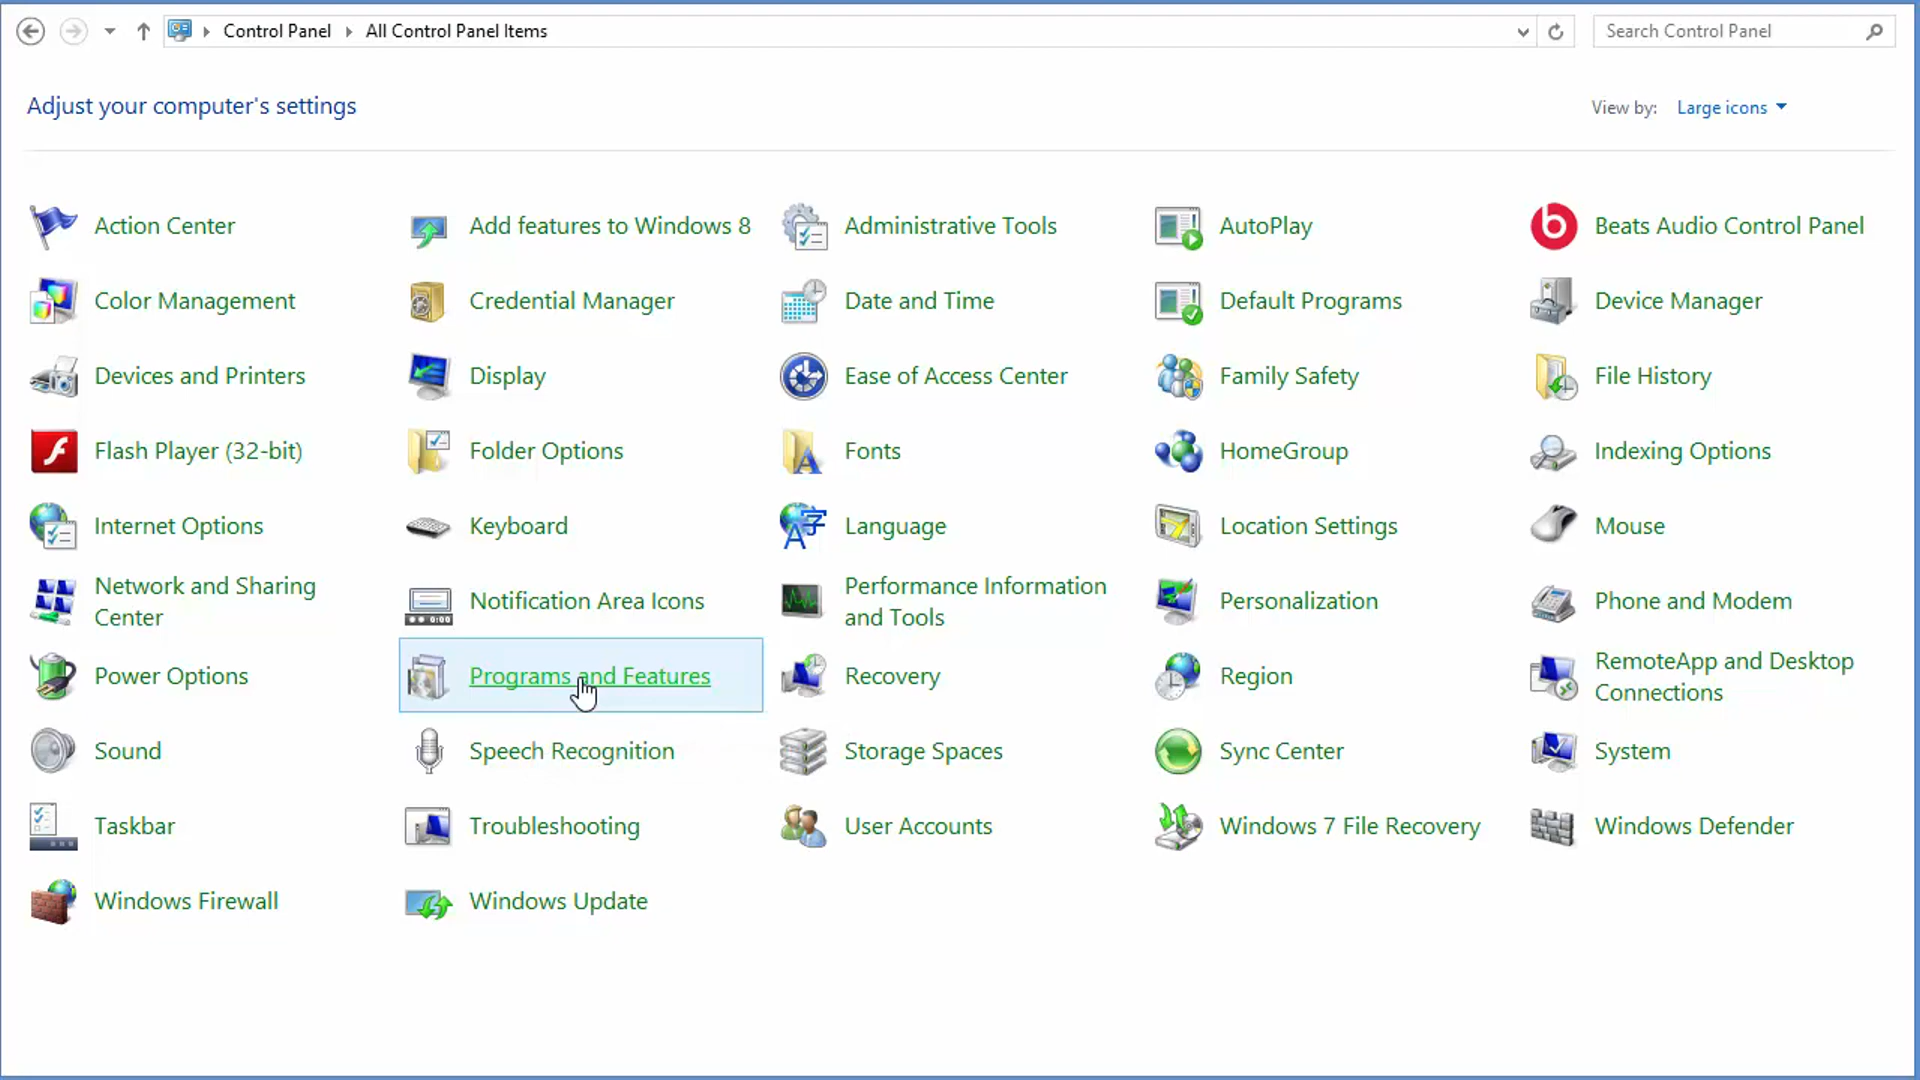 Control Panel All Control Panel Items Search Control Panel
Adjust your computer's settings View by: Large icons
Action Center Add features to Windows 8 Administrative Tools AutoPlay Beats Audio Control Panel
Color Management Credential Manager Date and Time Default Programs Device Manager
Devices and Printers Display Ease of Access Center Family Safety File History
Flash Player (32-bit) Folder Options Fonts HomeGroup Indexing Options
Internet Options Keyboard Language Location Settings Mouse
Network and Sharing
Center
Notification Area Icons
Performance Information
and Tools
Personalization Phone and Modem
Power Options Programs and Features Recovery Region
RemoteApp and Desktop
Connections
Sound Speech Recognition Storage Spaces Sync Center System
Taskbar Troubleshooting User Accounts Windows 7 File Recovery Windows Defender
Windows Firewall Windows Update